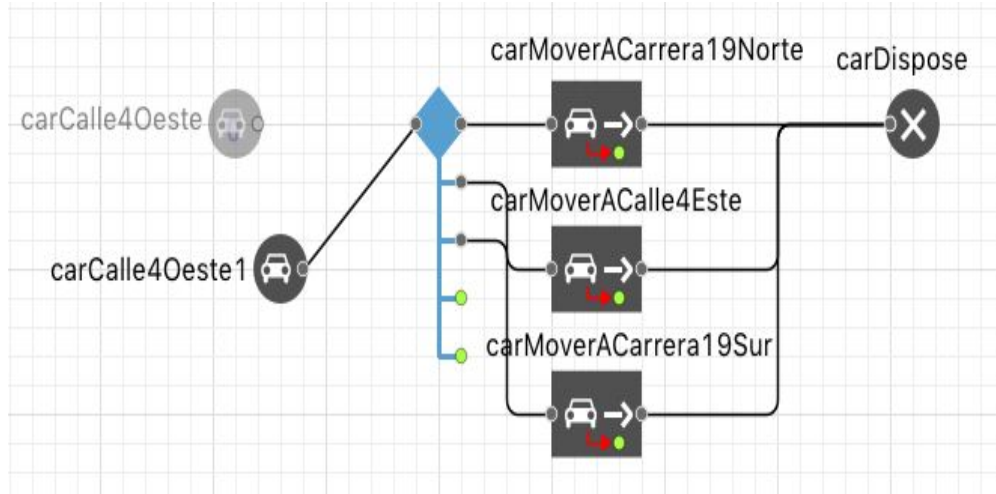 carMoverACarrera19Norte
carDispose
carCalle4Oeste
carMoverACalle4Este
carCalle4Oeste1
carMoverACarrera19Sur